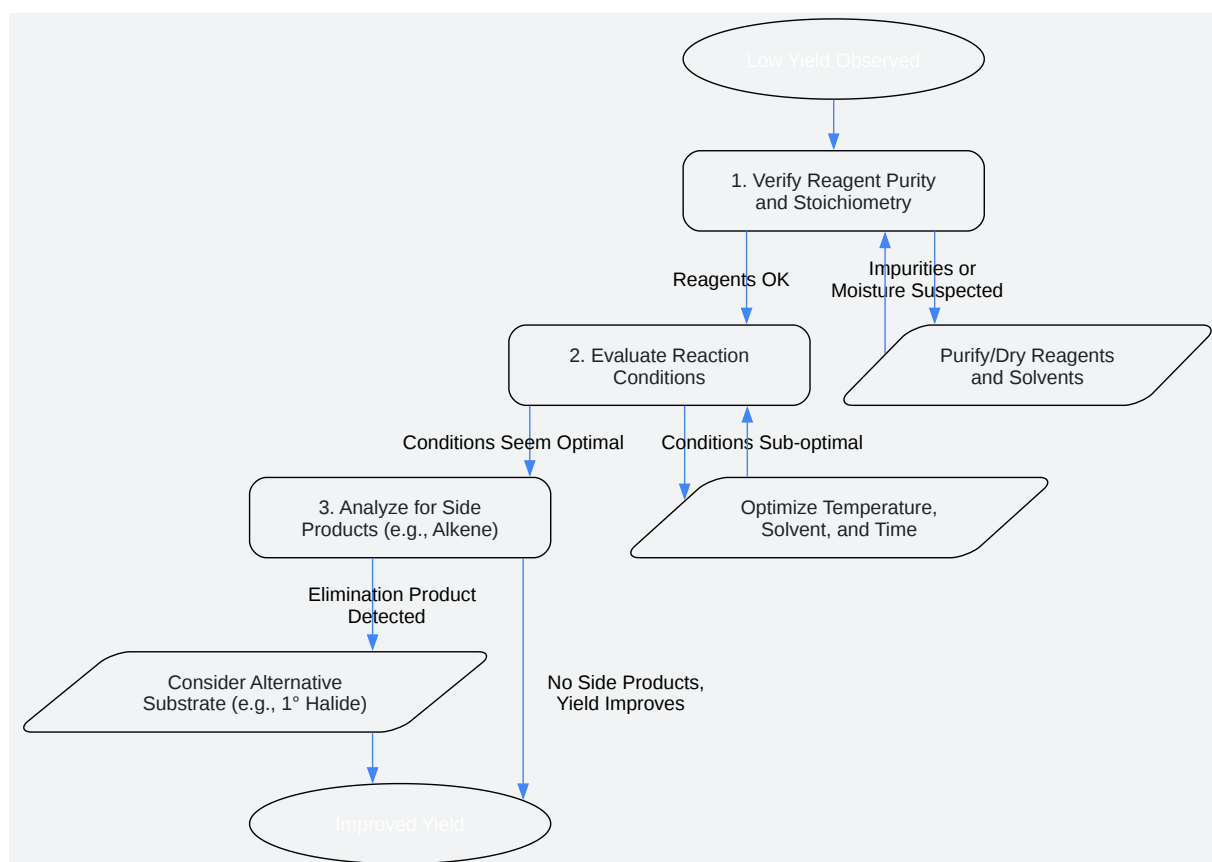 Low Yield Observed
1. Verify Reagent Purity
and Stoichiometry
Reagents OK
Impurities or
Moisture Suspected
2. Evaluate Reaction
Conditions
Purify/Dry Reagents
and Solvents
Conditions Seem Optimal
Conditions Sub-optimal
3. Analyze for Side
Products (e.g., Alkene)
Optimize Temperature,
Solvent, and Time
Elimination Product
Detected
Consider Alternative
Substrate (e.g., 1° Halide)
No Side Products,
Yield Improves
Improved Yield